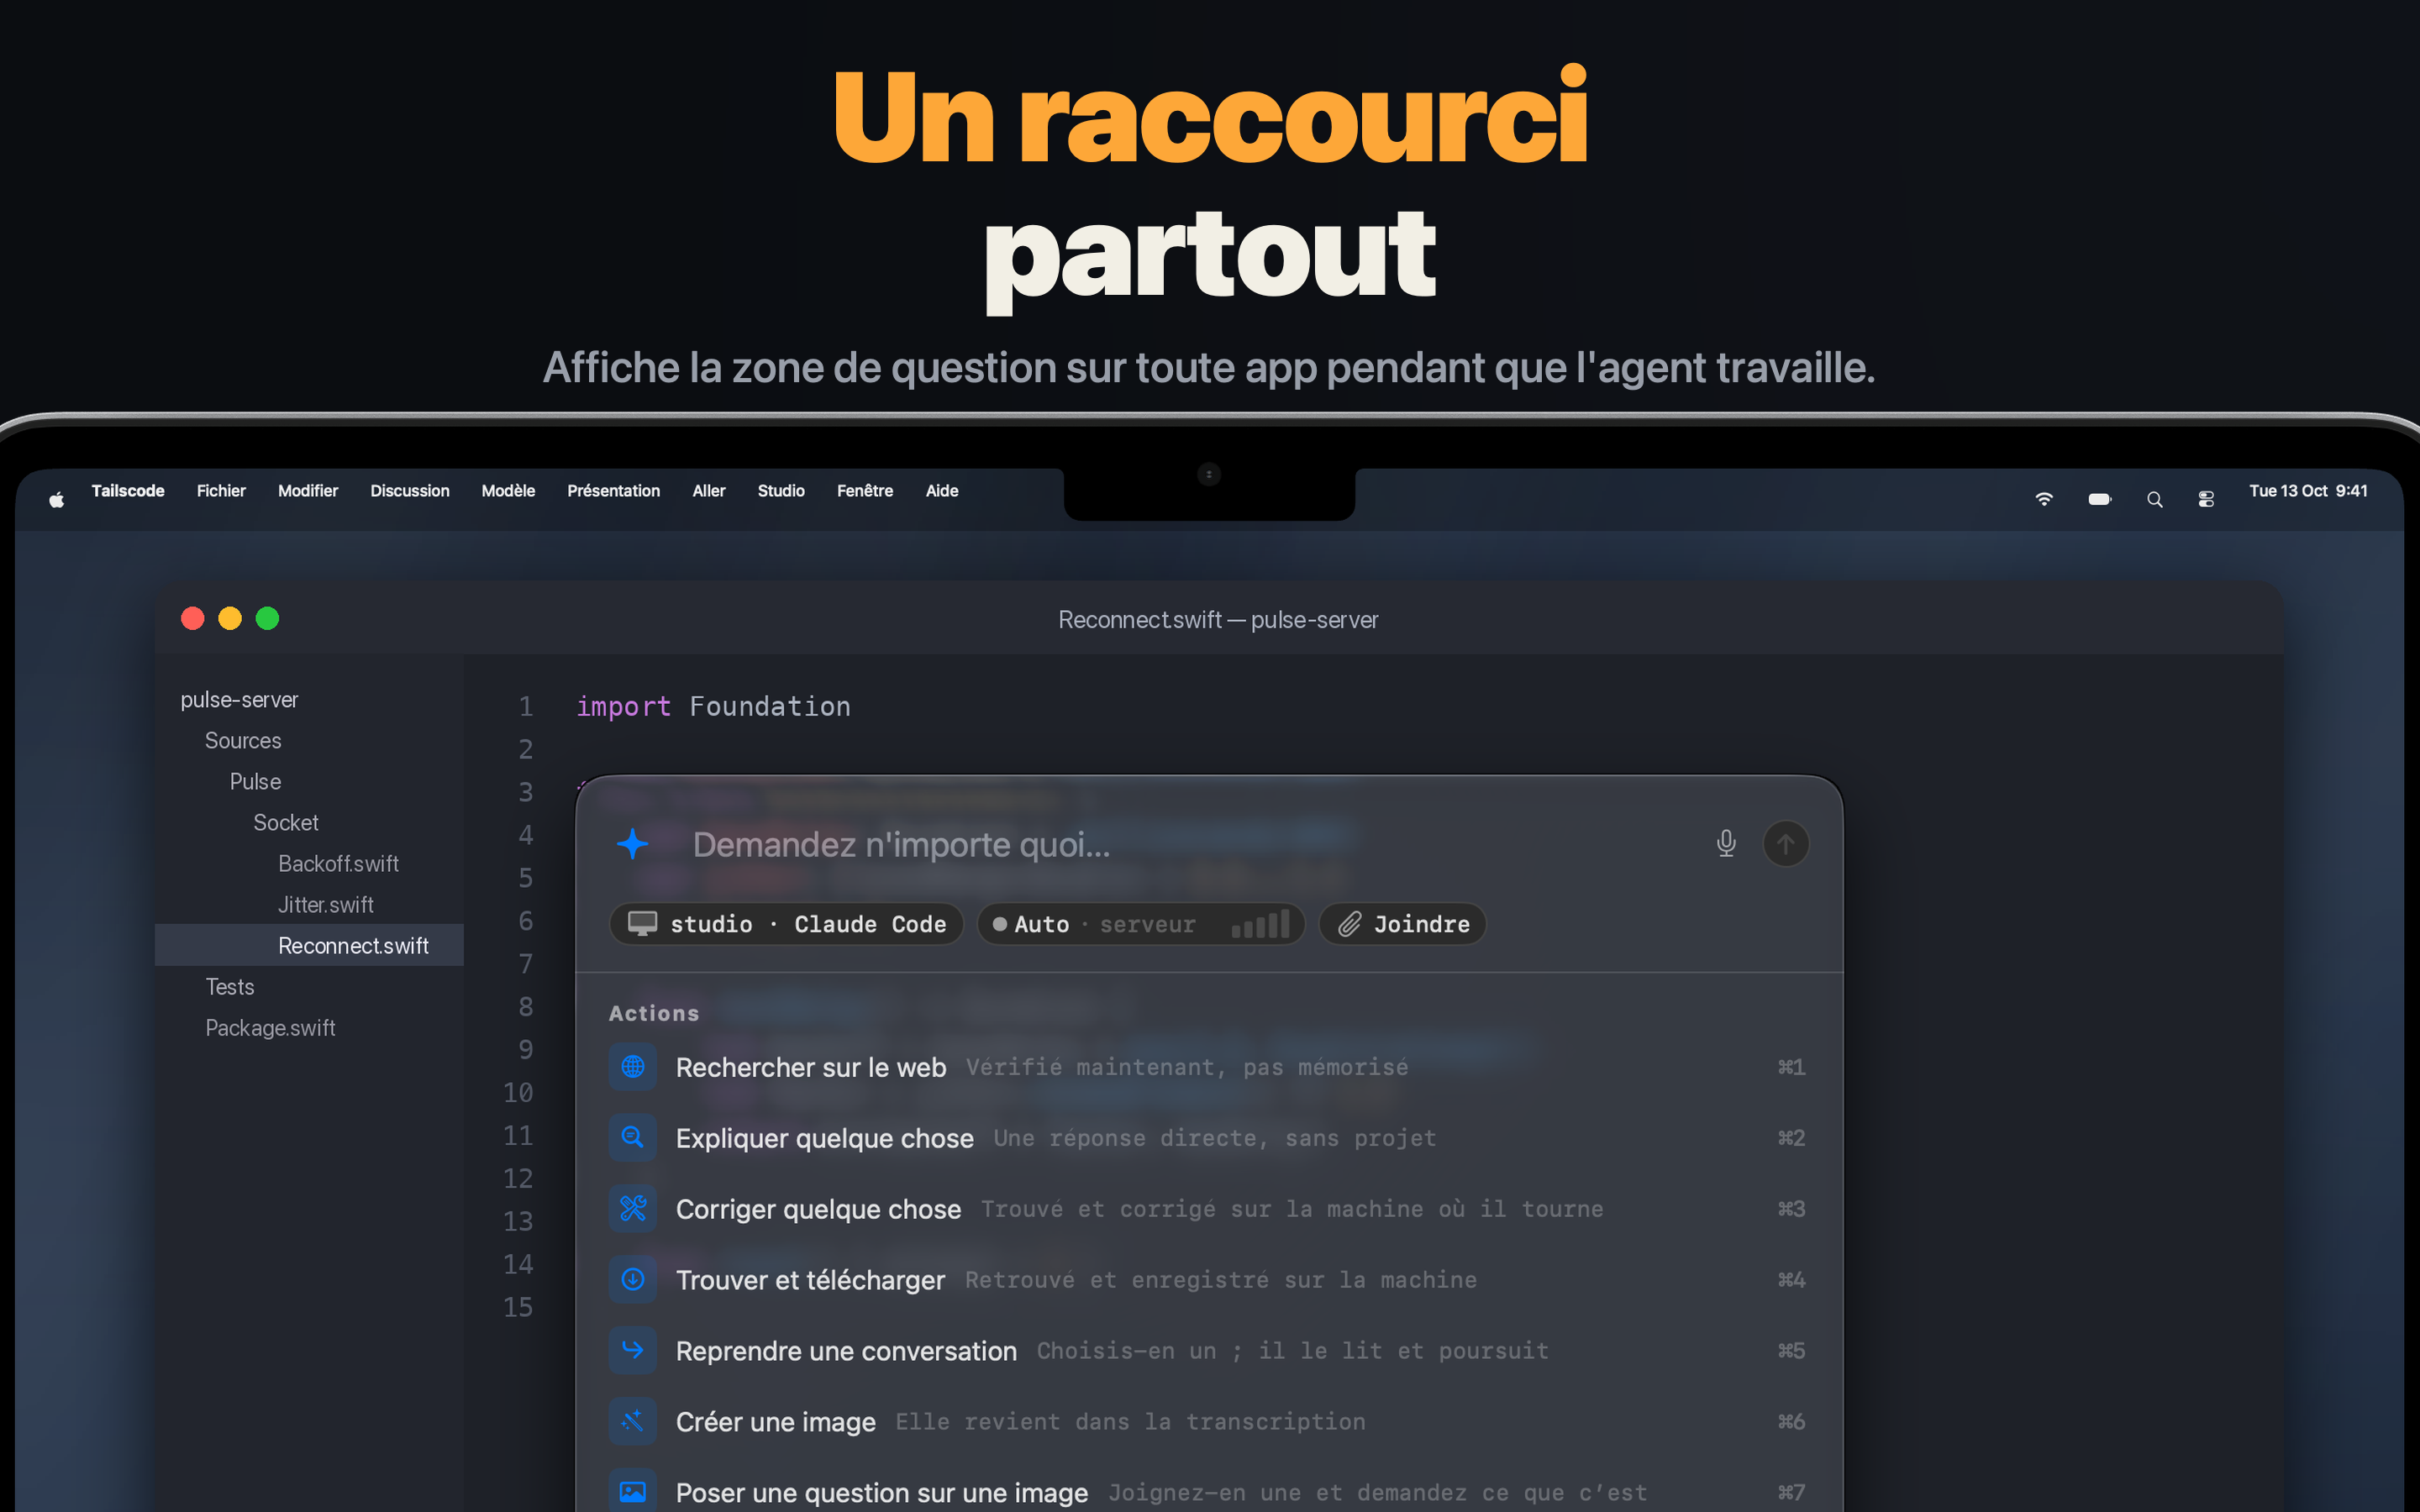 Un raccourci
partout
Affiche la zone de question sur toute app pendant que l'agent travaille.
Tailscode Fichier Modifier Discussion Modèle Présentation Aller Studio Fenêtre Aide Tue 13 Oct 9:41
Reconnect.swift — pulse-server
pulse-server
Sources
Pulse
Socket
Backoff.swift
Jitter.swift
Reconnect.swift
Tests
Package.swift
1 import Foundation
2
3
4
5
6
7
8
9
10
11
12
13
14
15
Demandez n'importe quoi...
studio · Claude Code Auto · serveur Joindre
Actions
Rechercher sur le web Vérifié maintenant, pas mémorisé ⌘1
Expliquer quelque chose Une réponse directe, sans projet ⌘2
Corriger quelque chose Trouvé et corrigé sur la machine où il tourne ⌘3
Trouver et télécharger Retrouvé et enregistré sur la machine ⌘4
Reprendre une conversation Choisis-en un ; il le lit et poursuit ⌘5
Créer une image Elle revient dans la transcription ⌘6
Poser une question sur une image Joignez-en une et demandez ce que c’est ⌘7